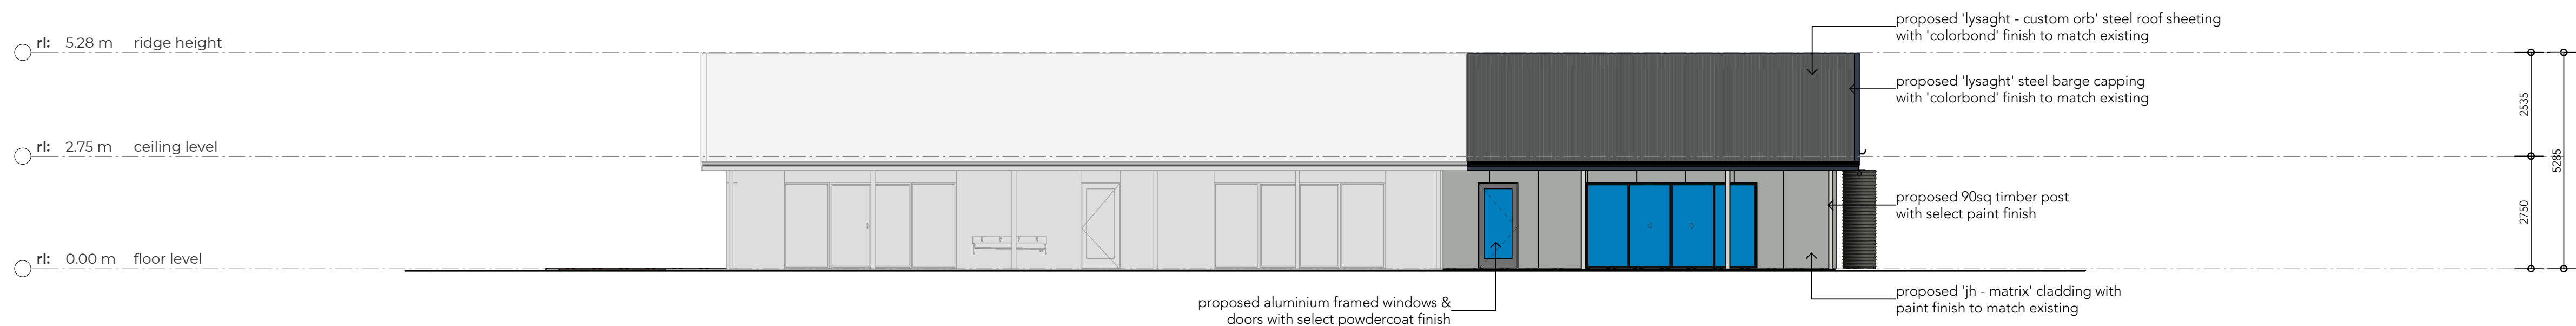 rl: 5.28 m ridge height
rl: 2.75 m ceiling level
rl: 0.00 m floor level
proposed 'lysaght - custom orb' steel roof sheeting
with 'colorbond' finish to match existing
proposed 'lysaght' steel barge capping
with 'colorbond' finish to match existing
proposed 90sq timber post
with select paint finish
proposed 'jh - matrix' cladding with
paint finish to match existing
proposed aluminium framed windows &
doors with select powdercoat finish
2535
2750
5285